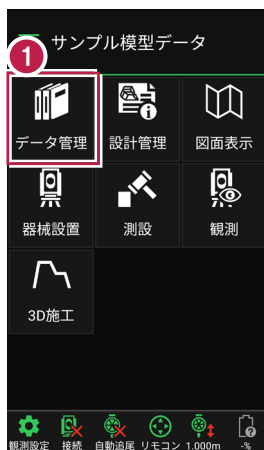 サンプル模型データ
1
データ管理
設計管理
図面表示
器械設置
測設
観測
3D施工
観測設定
接続
自動追尾
リモコン
1.000m
-%